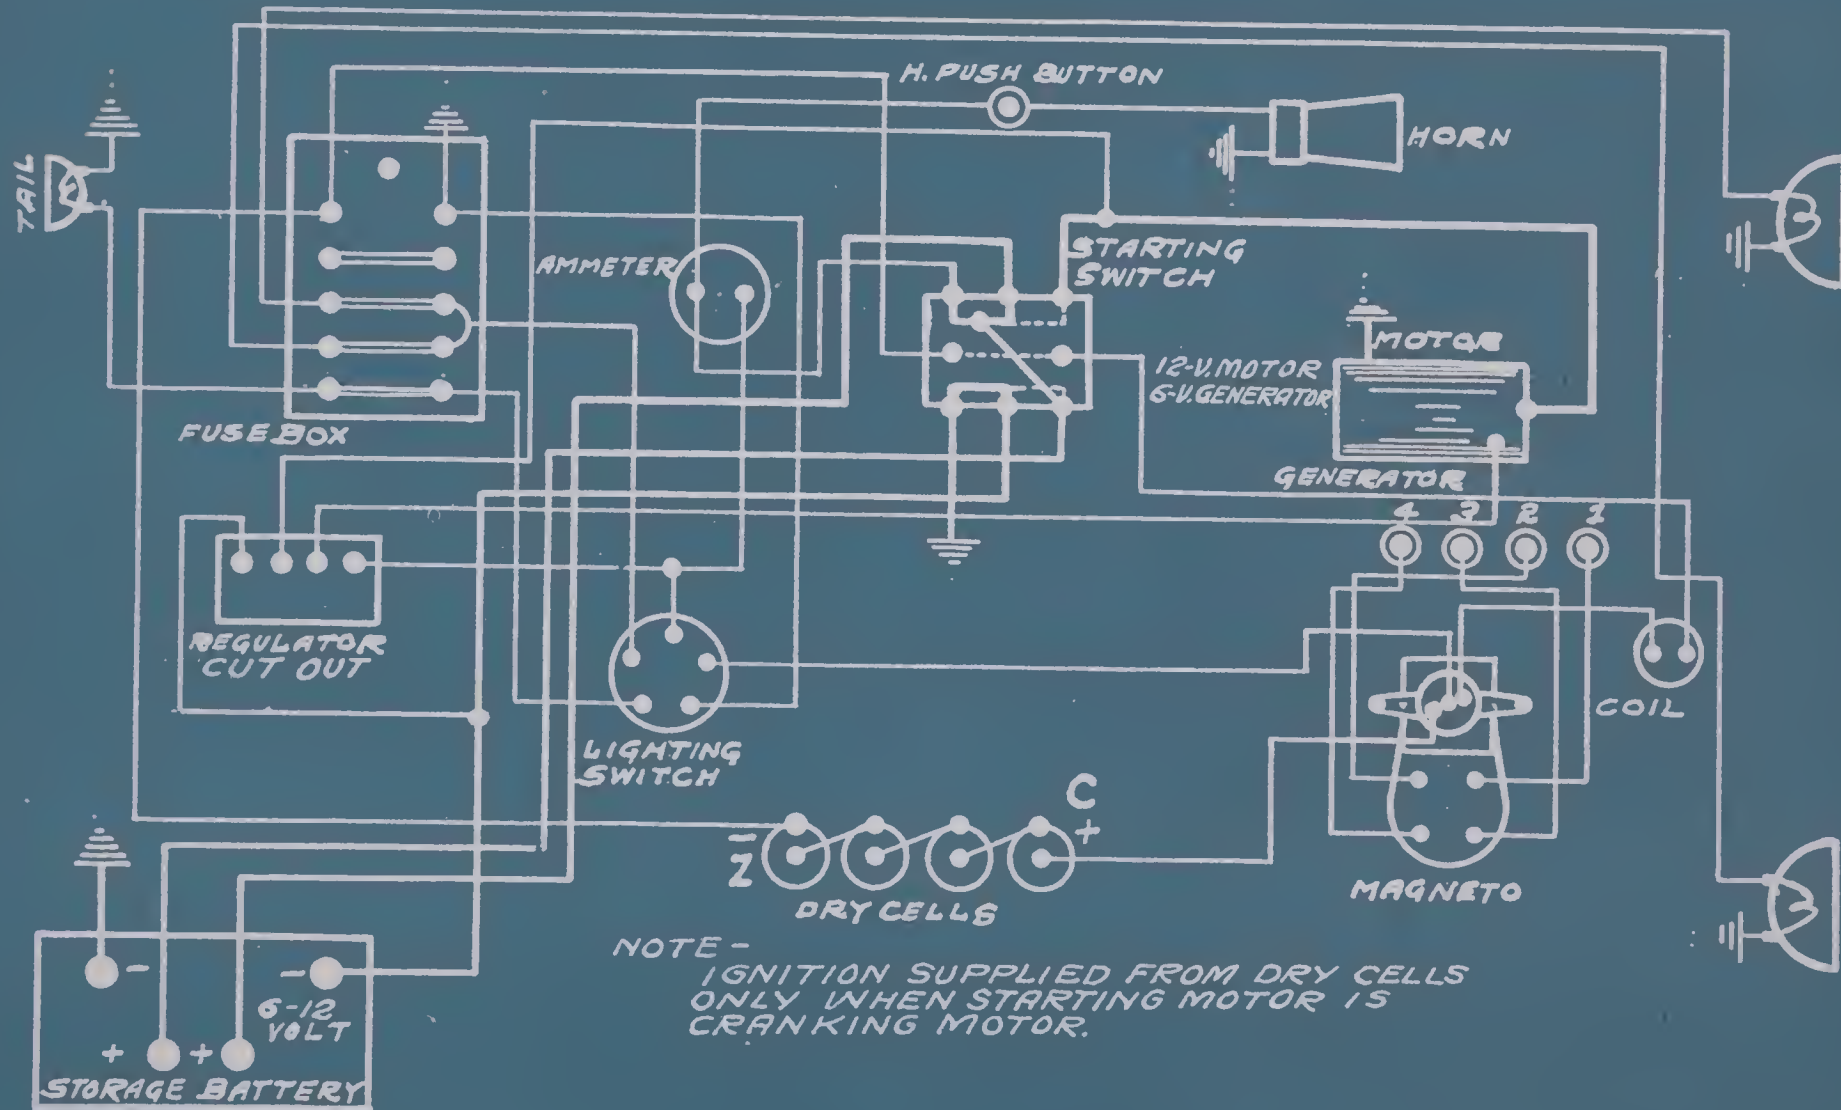 H. PUSH BUTTON
HORN
TAIL
STARTING
SWITCH
AMMETER
MOTOR
12-V. MOTOR
6-V. GENERATOR
FUSE BOX
GENERATOR
4 3 2 1
REGULATOR
CUT OUT
COIL
LIGHTING
SWITCH
C
+
-
Z
MAGNETO
DRY CELLS
NOTE -
IGNITION SUPPLIED FROM DRY CELLS
ONLY WHEN STARTING MOTOR IS
CRANKING MOTOR.
- -
6-12
VOLT
+ +
STORAGE BATTERY